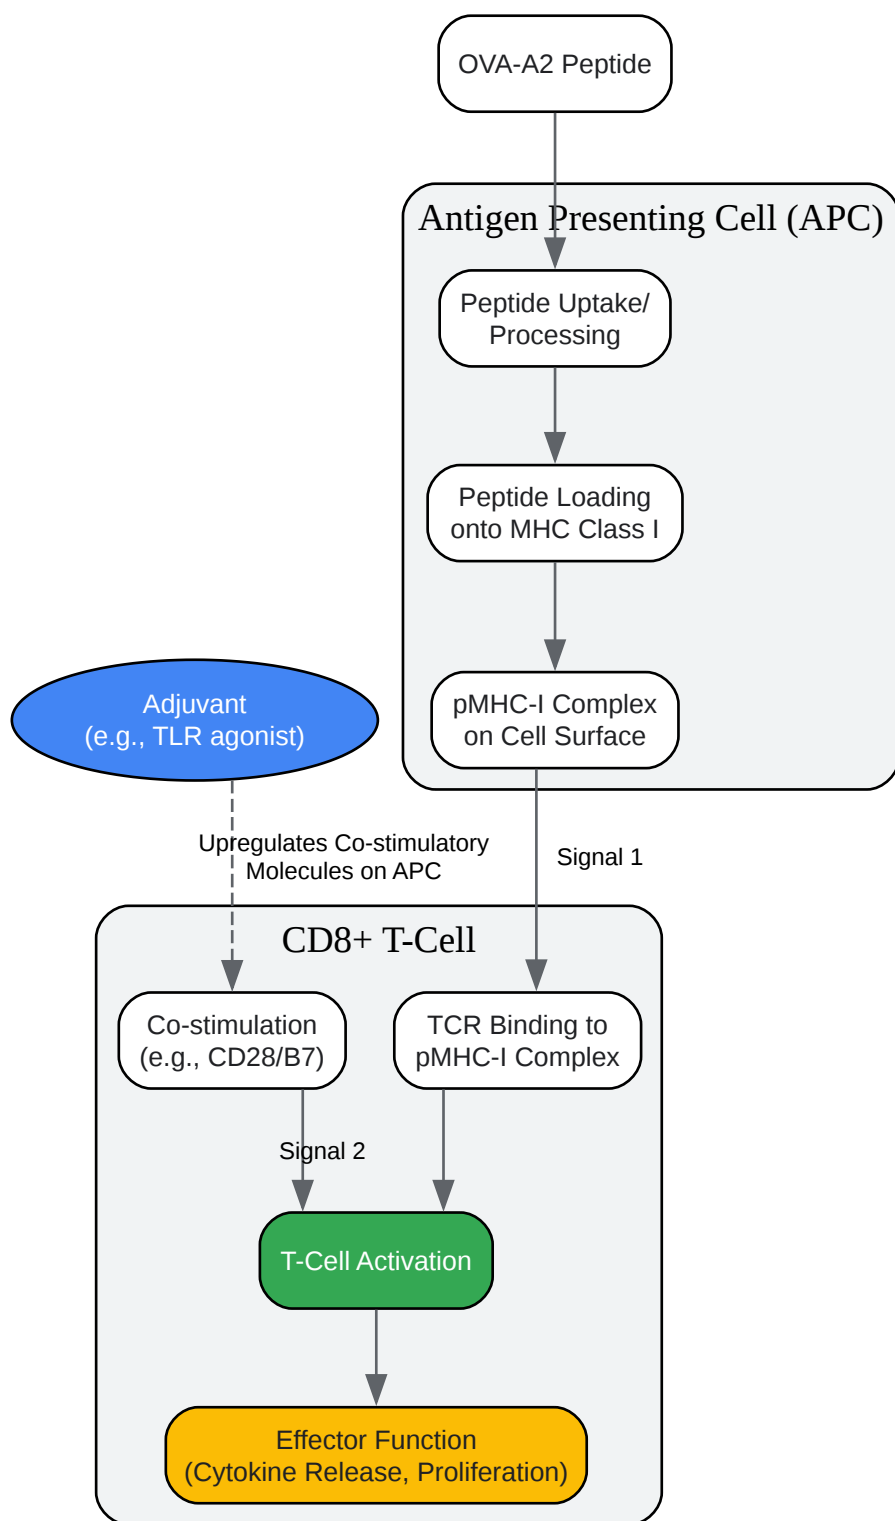 OVA-A2 Peptide
Antigen Presenting Cell (APC)
Peptide Uptake/
Processing
Peptide Loading
onto MHC Class I
pMHC-I Complex
on Cell Surface
Adjuvant
(e.g., TLR agonist)
Upregulates Co-stimulatory
Molecules on APC
Signal 1
CD8+ T-Cell
Co-stimulation
(e.g., CD28/B7)
TCR Binding to
pMHC-I Complex
Signal 2
T-Cell Activation
Effector Function
(Cytokine Release, Proliferation)